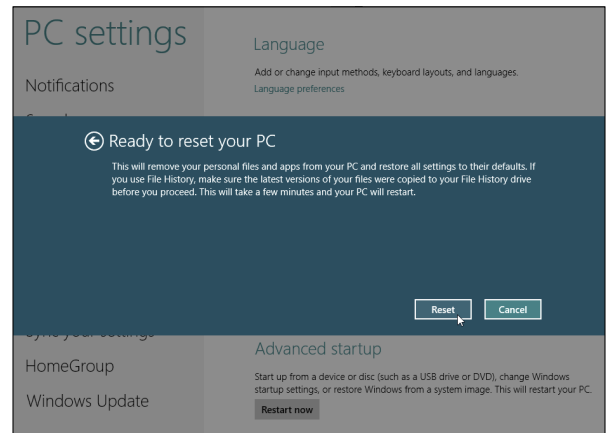 PC settings
Language
Add or change input methods, keyboard layouts, and languages.
Language preferences
Notifications
Ready to reset your PC
This will remove your personal files and apps from your PC and restore all settings to their defaults. If
you use File History, make sure the latest versions of your files were copied to your File History drive
before you proceed. This will take a few minutes and your PC will restart.
Reset
Cancel
Sync your settings
HomeGroup
Windows Update
Advanced startup
Start up from a device or disc (such as a USB drive or DVD), change Windows
startup settings, or restore Windows from a system image. This will restart your PC.
Restart now